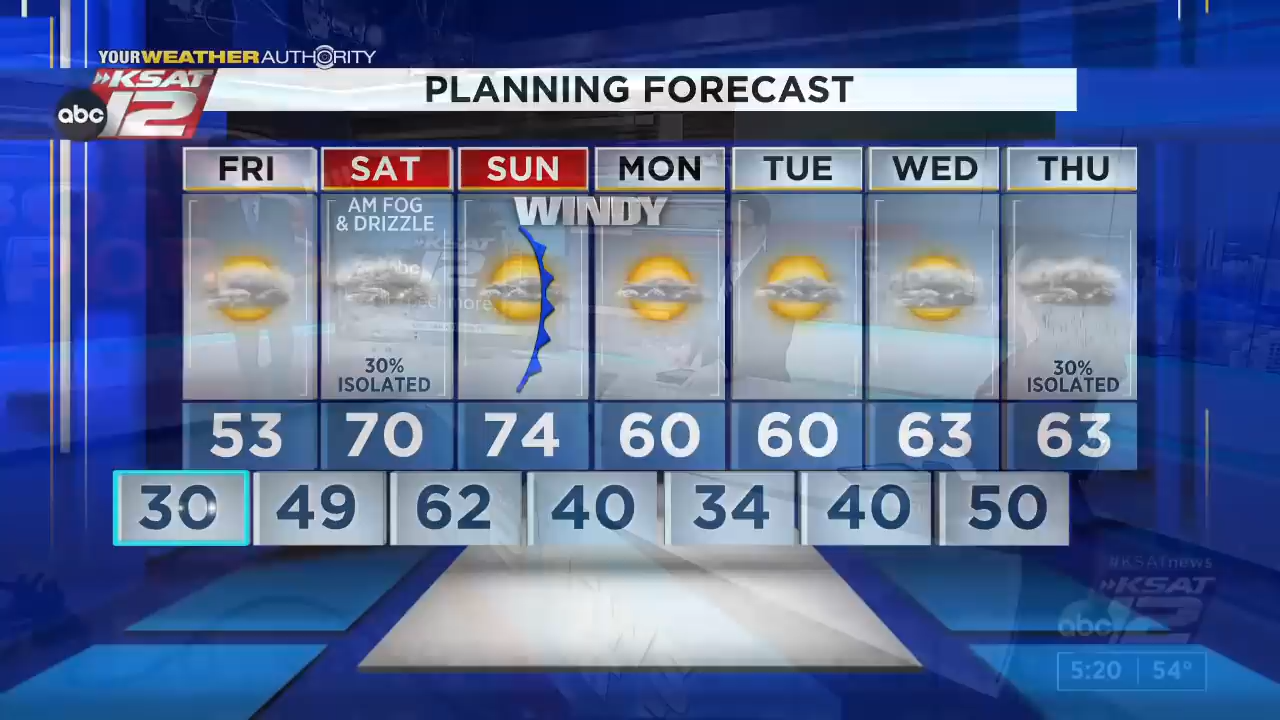 YOURWEATHERAUTHORITY
KSAT
abc 12
PLANNING FORECAST
FRI SAT SUN MON TUE WED THU
AM FOG
& DRIZZLE
WINDY
30%
ISOLATED
30%
ISOLATED
53 70 74 60 60 63 63
30 49 62 40 34 40 50
#KSATnews
KSAT
abc 12
5:20 54°